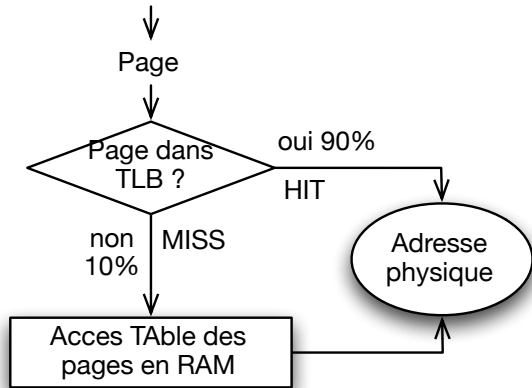 Page
Page dans
TLB ?
oui 90%
HIT
non
10%
MISS
Adresse
physique
Acces TAble des
pages en RAM